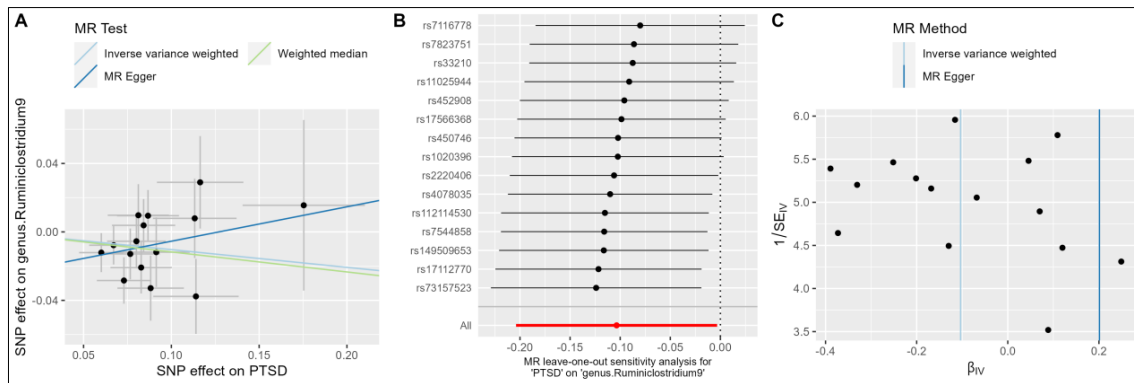 A
MR Test
Inverse variance weighted
Weighted median
MR Egger
SNP effect on genus.Ruminiclostridium9
0.04
0.00
-0.04
0.05
0.10
0.15
0.20
SNP effect on PTSD
B
rs7116778
rs7823751
rs33210
rs11025944
rs452908
rs17566368
rs450746
rs1020396
rs2220406
rs4078035
rs112114530
rs7544858
rs149509653
rs17112770
rs73157523
All
-0.20
-0.15
-0.10
-0.05
0.00
MR leave-one-out sensitivity analysis for
'PTSD' on 'genus.Ruminiclostridium9'
C
MR Method
Inverse variance weighted
MR Egger
1/SE_IV
6.0
5.5
5.0
4.5
4.0
3.5
-0.4
-0.2
0.0
0.2
β_IV